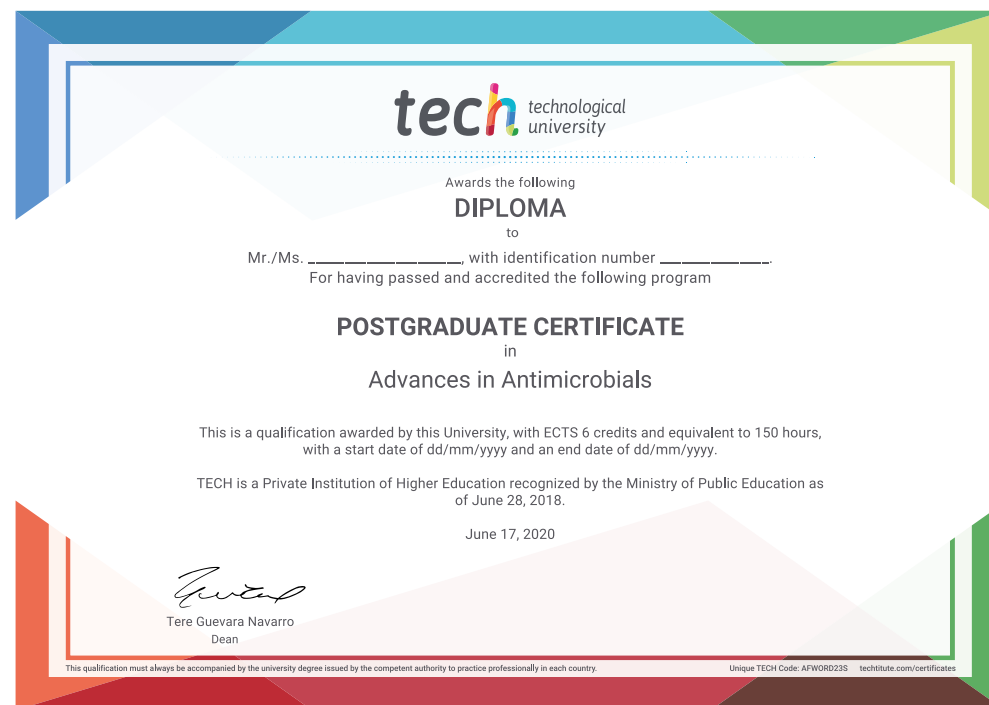 tech technological
university
Awards the following
DIPLOMA
to
Mr./Ms. ____________________, with identification number ______________.
For having passed and accredited the following program
POSTGRADUATE CERTIFICATE
in
Advances in Antimicrobials
This is a qualification awarded by this University, with ECTS 6 credits and equivalent to 150 hours,
with a start date of dd/mm/yyyy and an end date of dd/mm/yyyy.
TECH is a Private Institution of Higher Education recognized by the Ministry of Public Education as
of June 28, 2018.
June 17, 2020
Tere Guevara Navarro
Dean
This qualification must always be accompanied by the university degree issued by the competent authority to practice professionally in each country.
Unique TECH Code: AFWORD23S techtitute.com/certificates